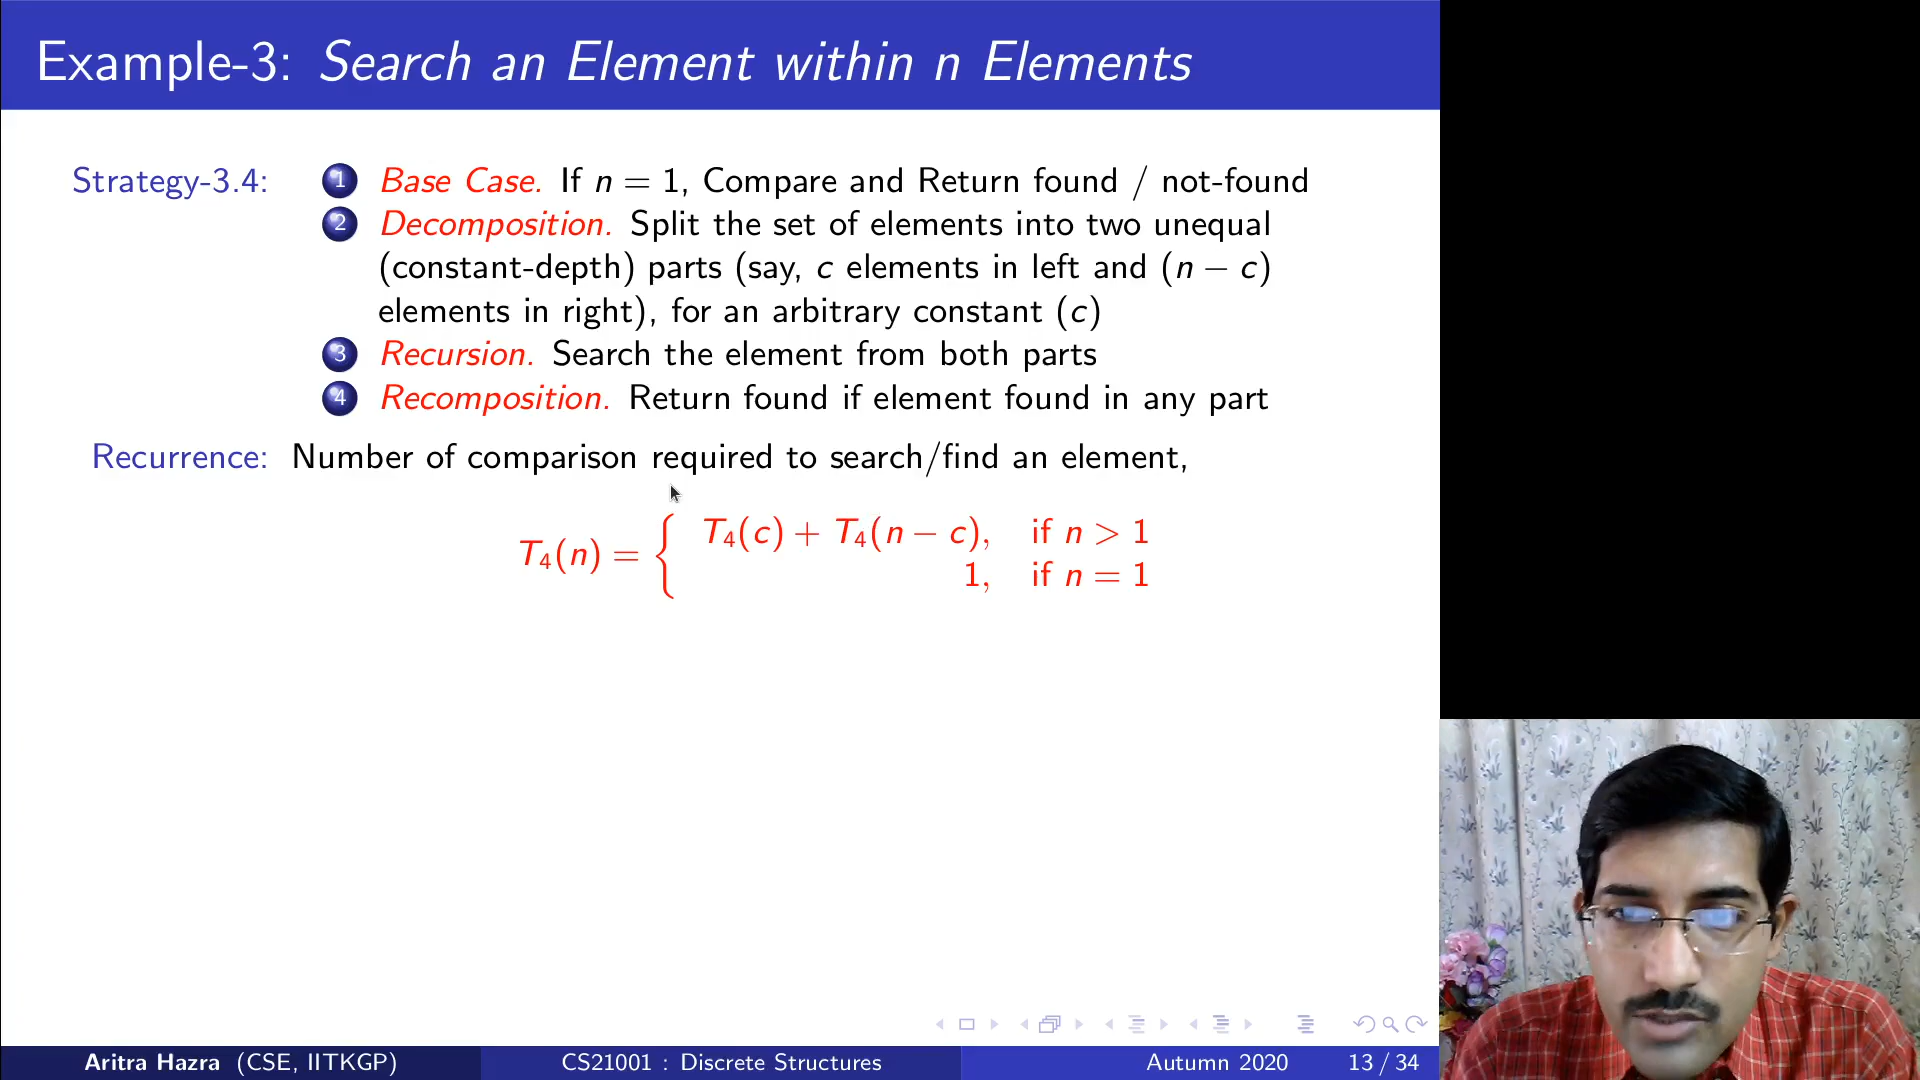 Example-3: Search an Element within n Elements
Strategy-3.4: 1 Base Case. If n = 1, Compare and Return found / not-found
2 Decomposition. Split the set of elements into two unequal
(constant-depth) parts (say, c elements in left and (n − c)
elements in right), for an arbitrary constant (c)
3 Recursion. Search the element from both parts
4 Recomposition. Return found if element found in any part
Recurrence: Number of comparison required to search/find an element,
T₄(n) = { T₄(c) + T₄(n − c), if n > 1
1, if n = 1
Aritra Hazra (CSE, IITKGP) CS21001 : Discrete Structures Autumn 2020 13 / 34